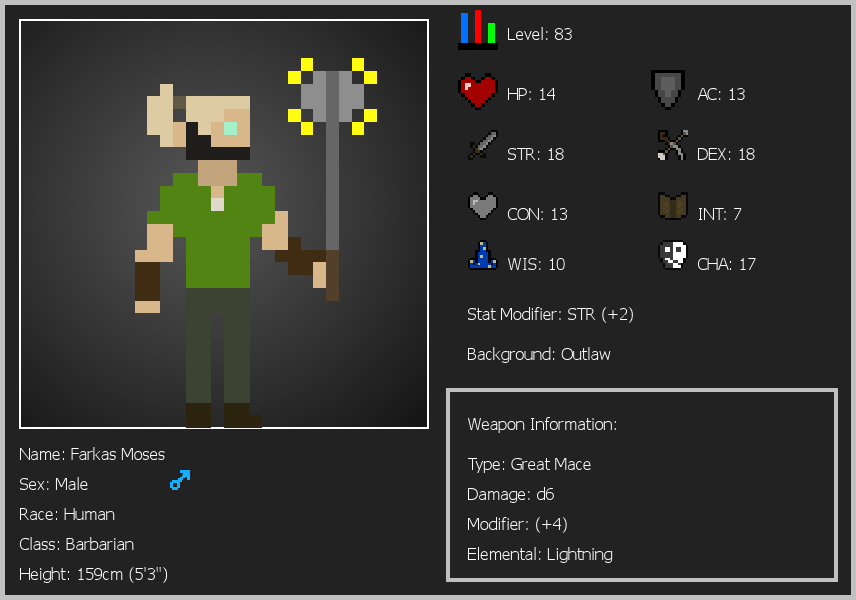 Level: 83
HP: 14
AC: 13
STR: 18
DEX: 18
CON: 13
INT: 7
WIS: 10
CHA: 17
Stat Modifier: STR (+2)
Background: Outlaw
Weapon Information:
Type: Great Mace
Damage: d6
Modifier: (+4)
Elemental: Lightning
Name: Farkas Moses
Sex: Male
Race: Human
Class: Barbarian
Height: 159cm (5'3")